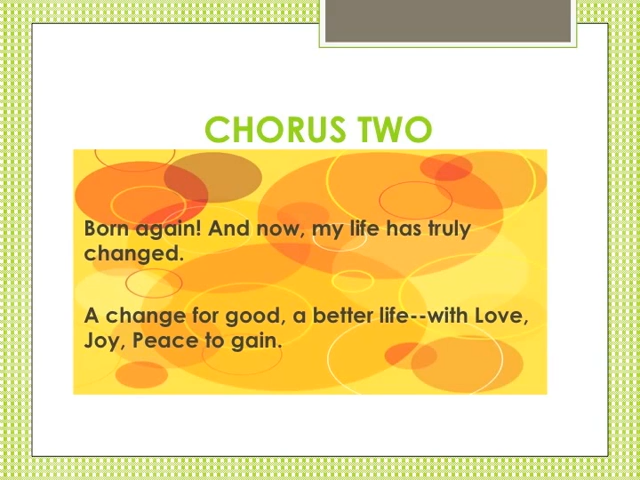 CHORUS TWO
Born again! And now, my life has truly
changed.
A change for good, a better life--with Love,
Joy, Peace to gain.